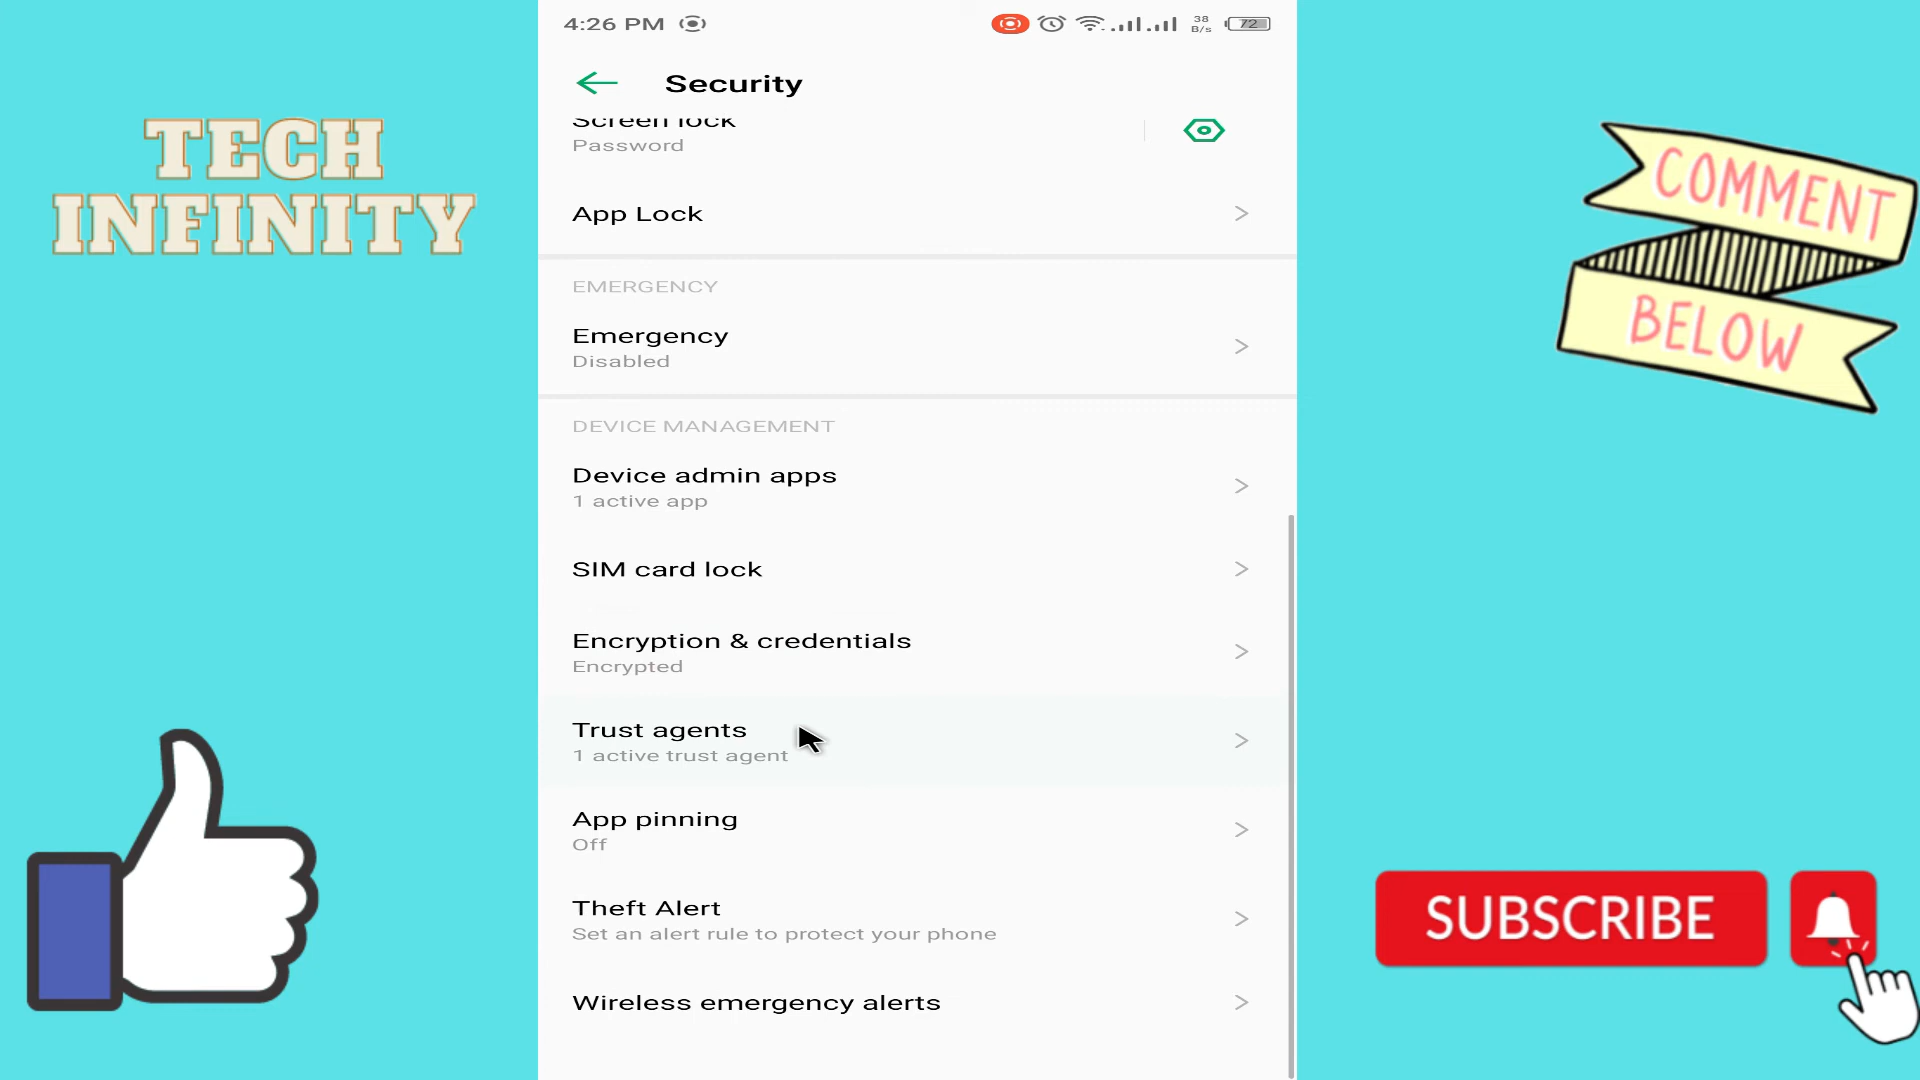 4:26 PM
38
B/s
72
Security
Screen lock
Password
App Lock
EMERGENCY
Emergency
Disabled
DEVICE MANAGEMENT
Device admin apps
1 active app
SIM card lock
Encryption & credentials
Encrypted
Trust agents
1 active trust agent
App pinning
Off
Theft Alert
Set an alert rule to protect your phone
Wireless emergency alerts
TECH
INFINITY
COMMENT
BELOW
SUBSCRIBE